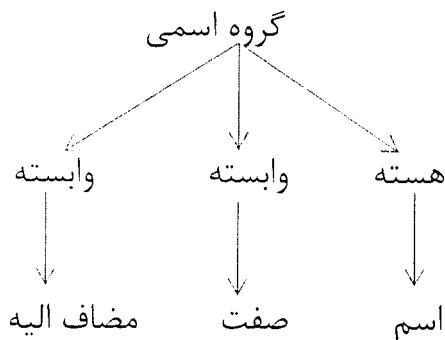 گروه اسمی
هسته وابسته وابسته
اسم صفت مضاف الیه